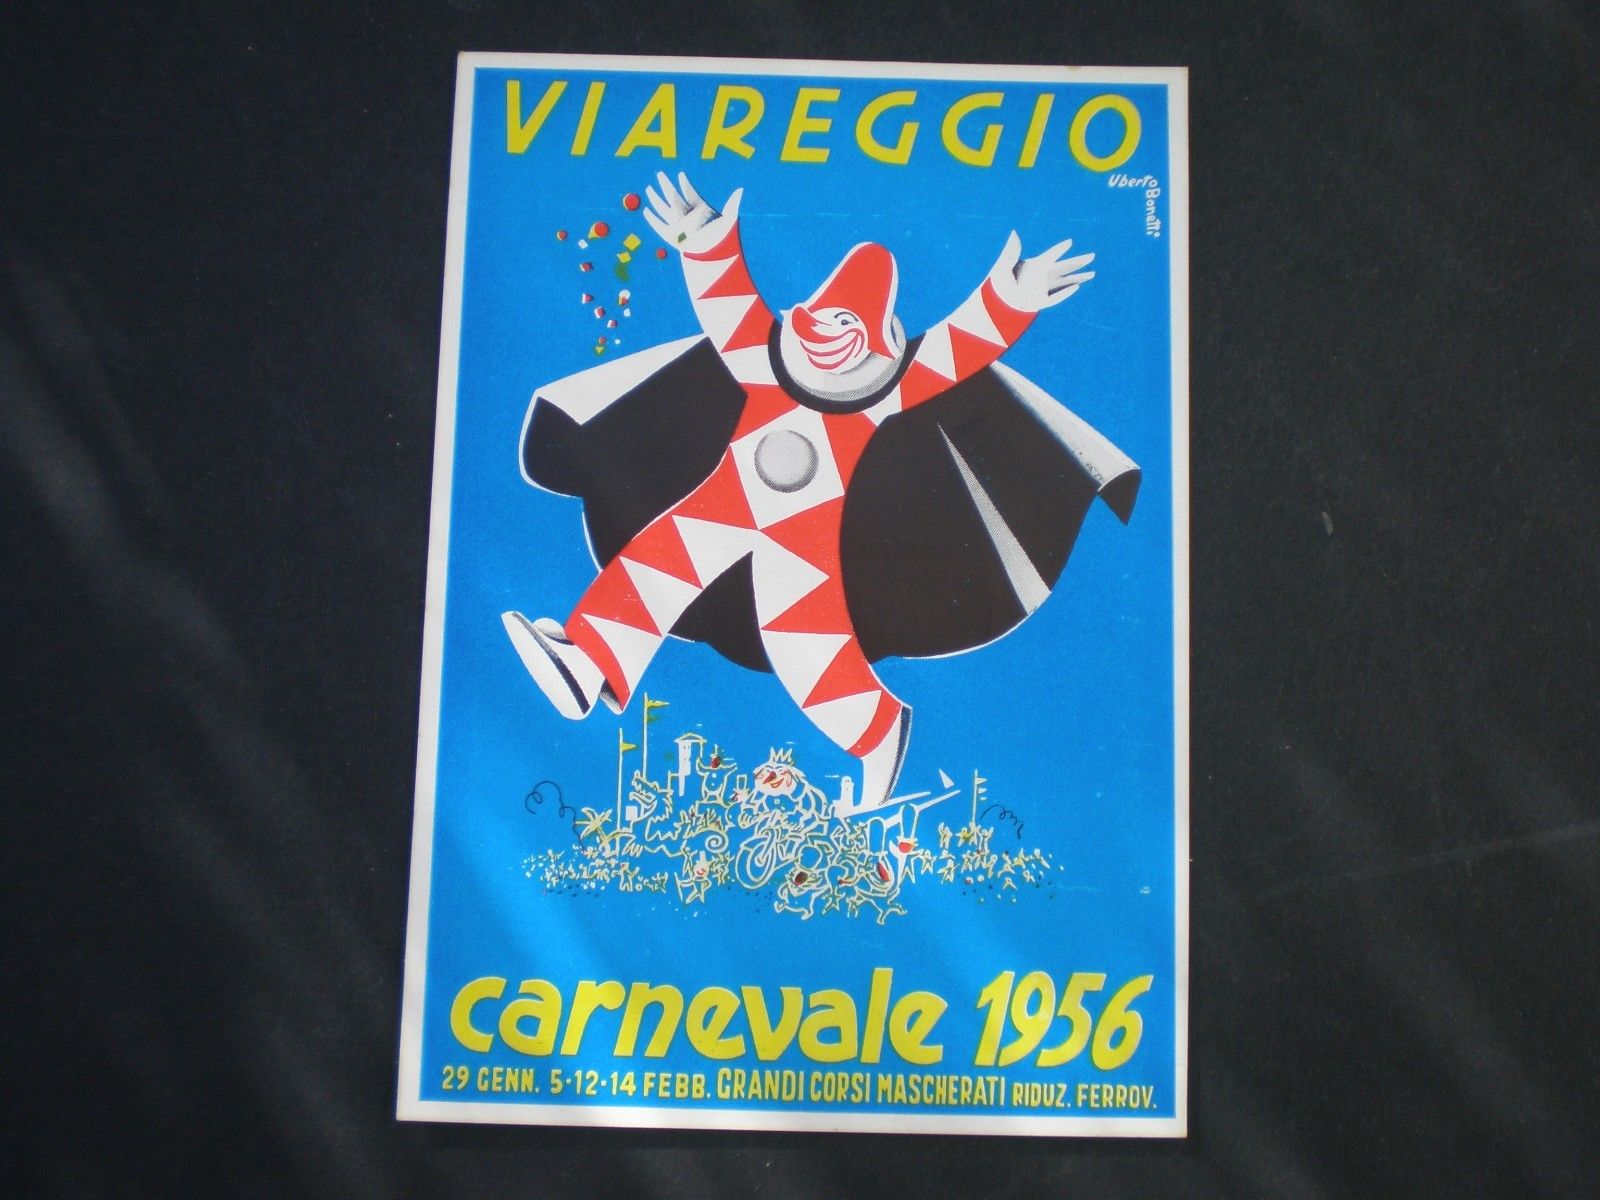 VIAREGGIO
Uberto
Bonetti
carnevale 1956
29 GENN. 5-12-14 FEBB. GRANDI CORSI MASCHERATI RIDUZ. FERROV.